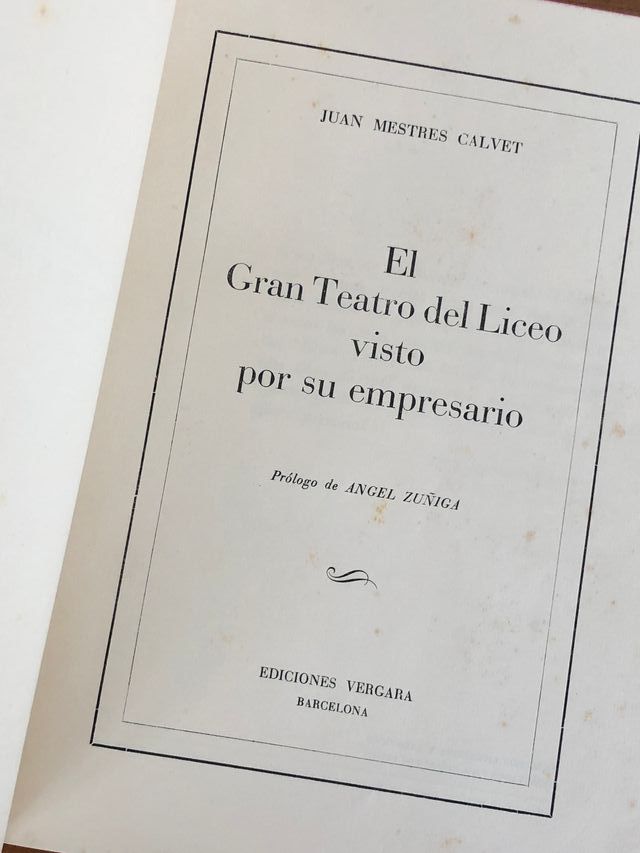 JUAN MESTRES CALVET
El
Gran Teatro del Liceo
visto
por su empresario
Prólogo de ANGEL ZUÑIGA
EDICIONES VERGARA
BARCELONA